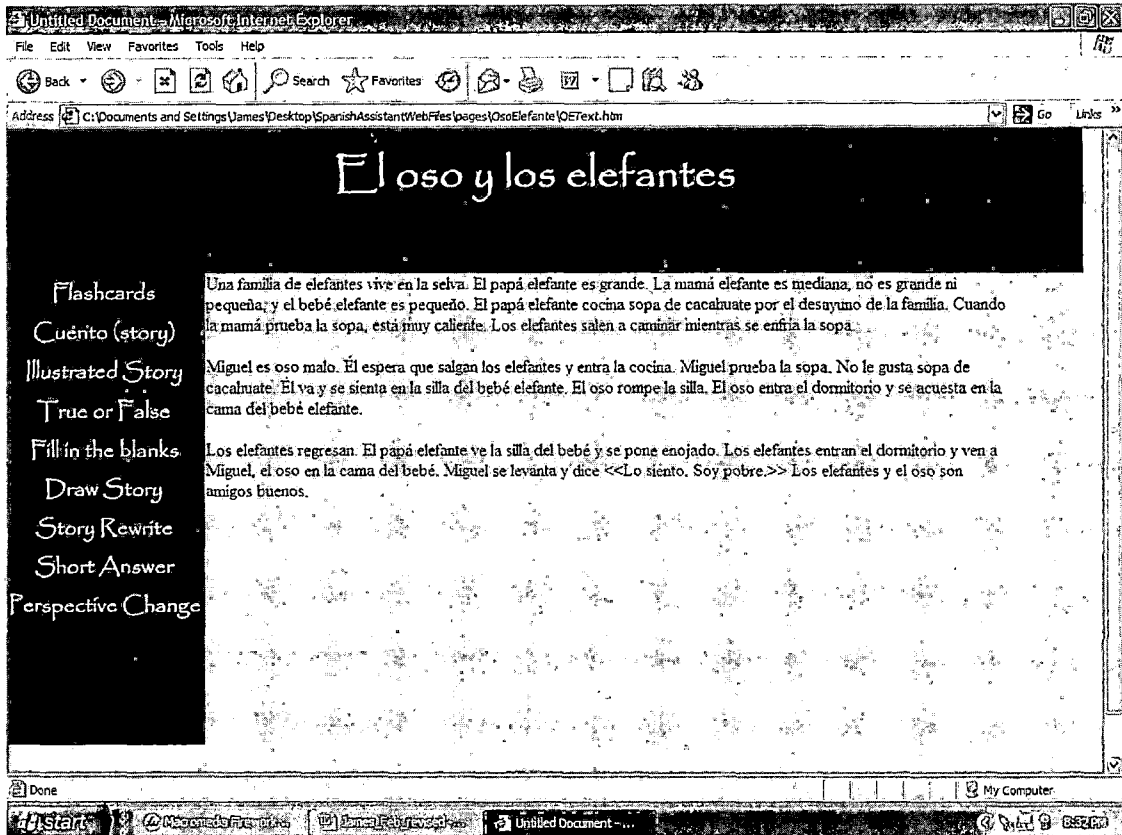 Untitled Document - Microsoft Internet Explorer
File Edit View Favorites Tools Help
Back Search Favorites
Address C:\Documents and Settings\James\Desktop\SpanishAssistantWebFiles\pages\OsoElefante\OEText.htm Go Links »
El oso y los elefantes
Flashcards
Cuento (story)
Illustrated Story
True or False
Fill in the blanks
Draw Story
Story Rewrite
Short Answer
Perspective Change
Una familia de elefantes vive en la selva. El papá elefante es grande. La mamá elefante es mediana, no es grande ni
pequeña, y el bebé elefante es pequeño. El papá elefante cocina sopa de cacahuate por el desayuno de la familia. Cuando
la mamá prueba la sopa, está muy caliente. Los elefantes salen a caminar mientras se enfría la sopa.
Miguel es oso malo. Él espera que salgan los elefantes y entra la cocina. Miguel prueba la sopa. No le gusta sopa de
cacahuate. Él va y se sienta en la silla del bebé elefante. El oso rompe la silla. El oso entra el dormitorio y se acuesta en la
cama del bebé elefante.
Los elefantes regresan. El papá elefante ve la silla del bebé y se pone enojado. Los elefantes entran el dormitorio y ven a
Miguel, el oso en la cama del bebé. Miguel se levanta y dice <<Lo siento. Soy pobre.>> Los elefantes y el oso son
amigos buenos.
Done My Computer
start Macromedia Firewor... James Feb revised ... Untitled Document - ... 8:32 PM